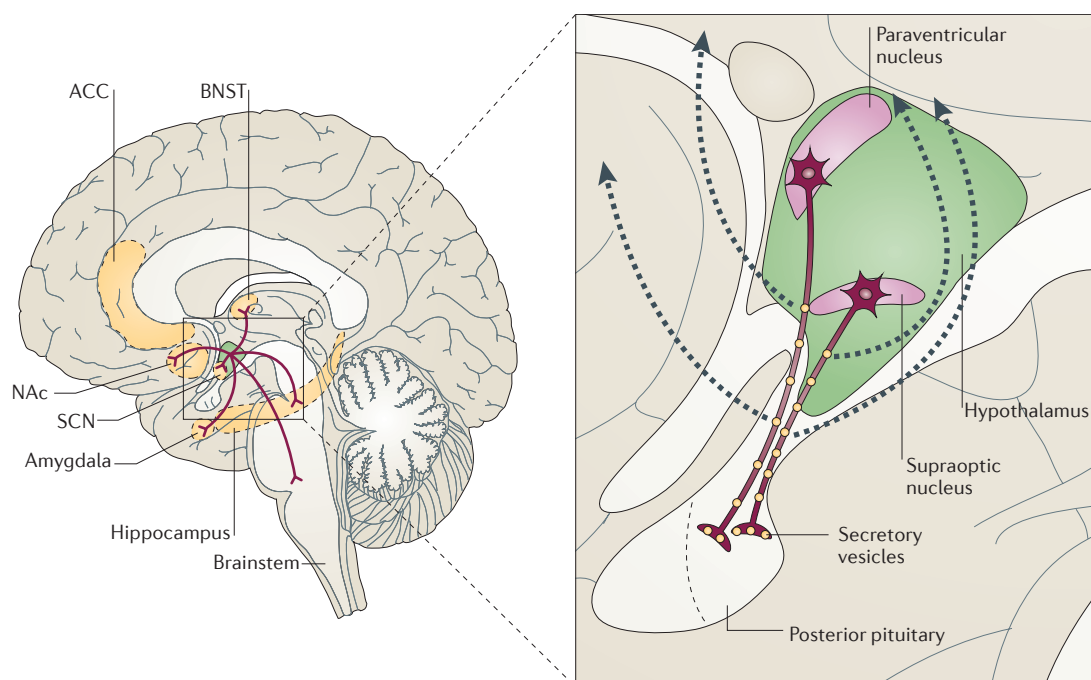 ACC
BNST
NAc
SCN
Amygdala
Hippocampus
Brainstem
Paraventricular
nucleus
Hypothalamus
Supraoptic
nucleus
Secretory
vesicles
Posterior pituitary